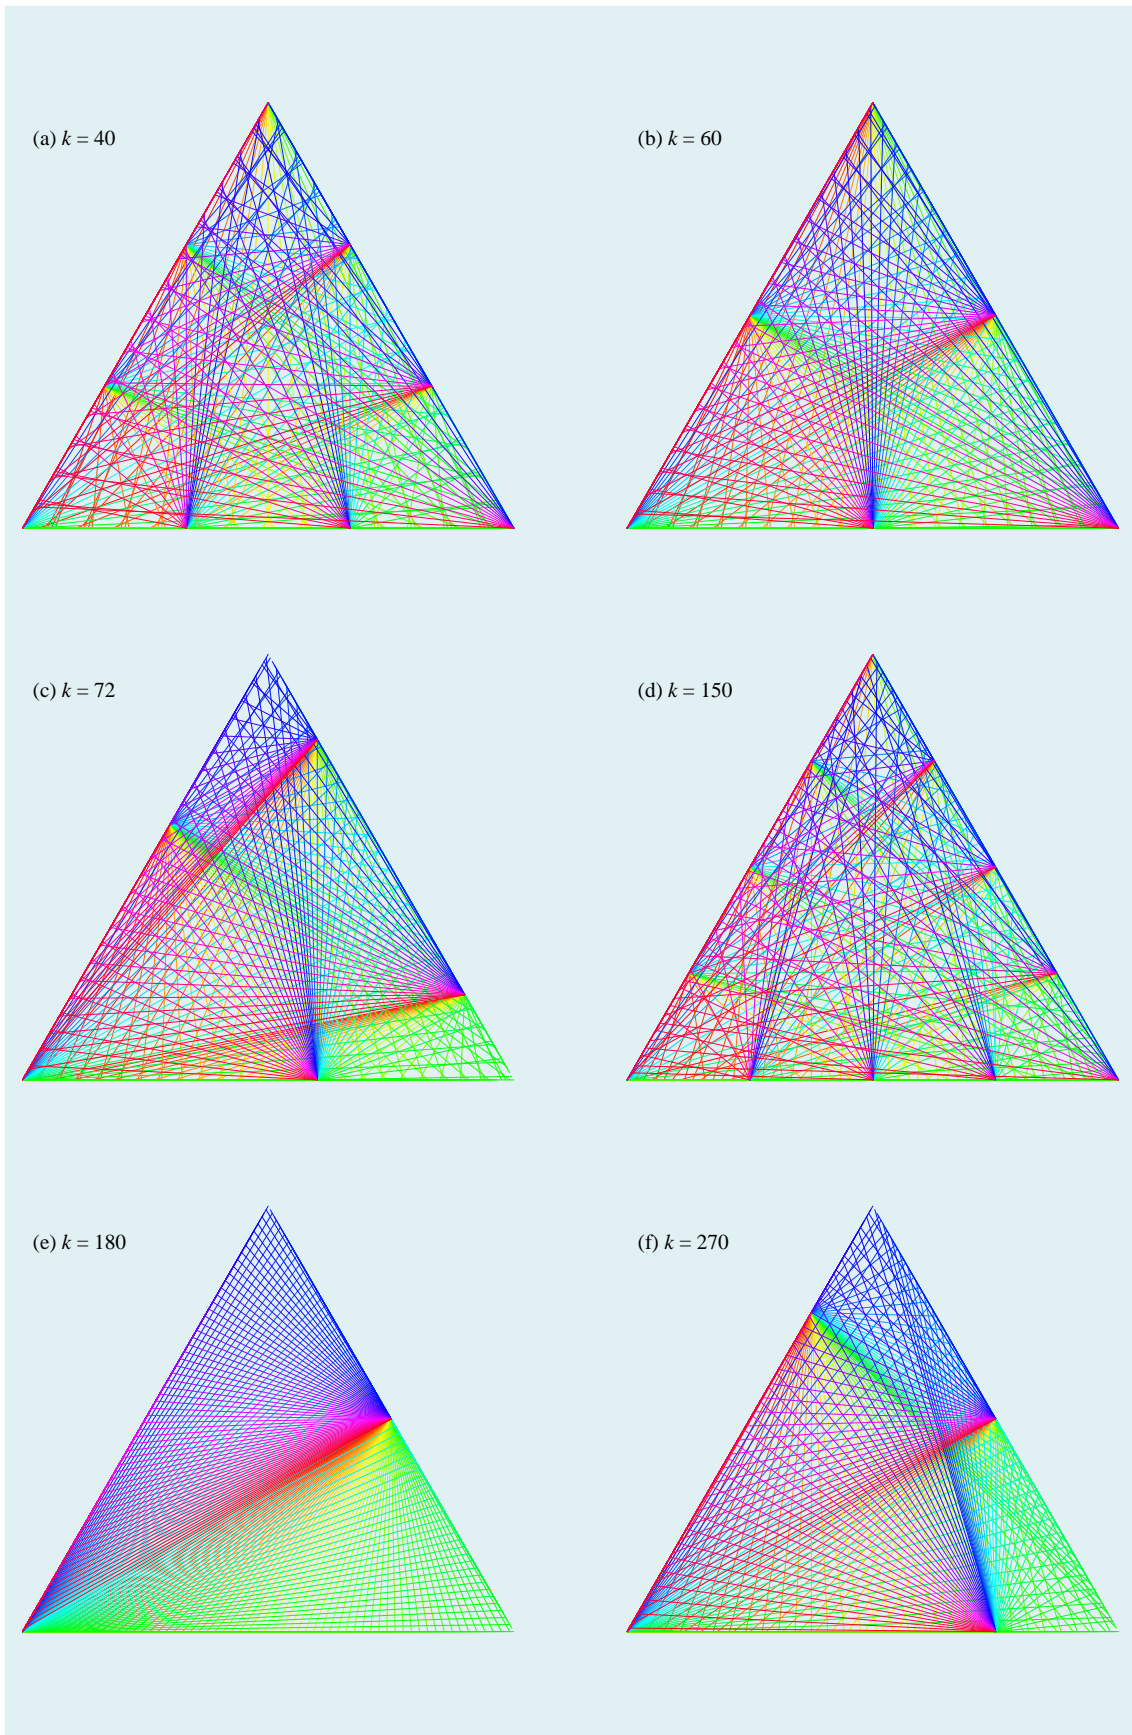 (a) k = 40
(b) k = 60
(c) k = 72
(d) k = 150
(e) k = 180
(f) k = 270